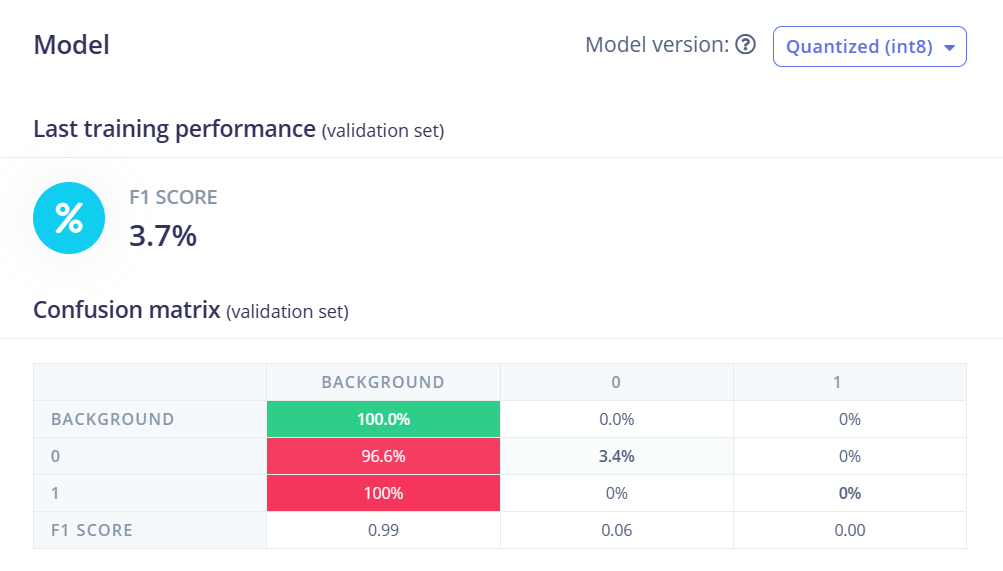 Model
Model version: ? Quantized (int8)
Last training performance (validation set)
%
F1 SCORE
3.7%
Confusion matrix (validation set)
BACKGROUND 0 1
BACKGROUND 100.0% 0.0% 0%
0 96.6% 3.4% 0%
1 100% 0% 0%
F1 SCORE 0.99 0.06 0.00